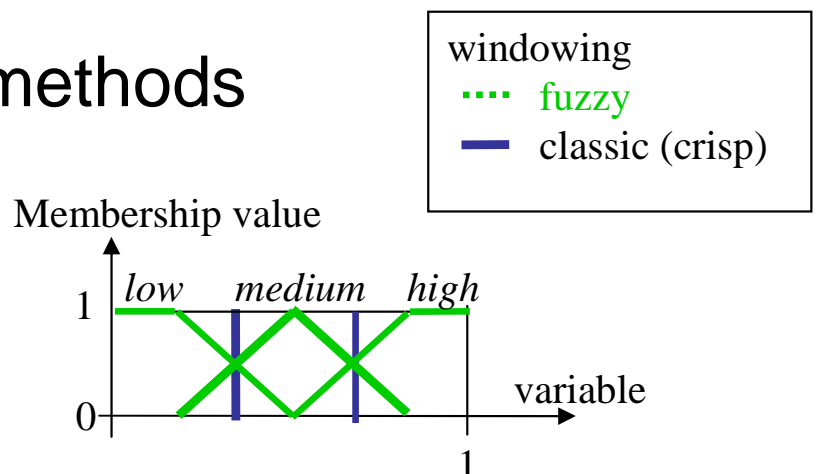 methods
windowing
fuzzy
classic (crisp)
Membership value
low medium high
1
variable
0
1